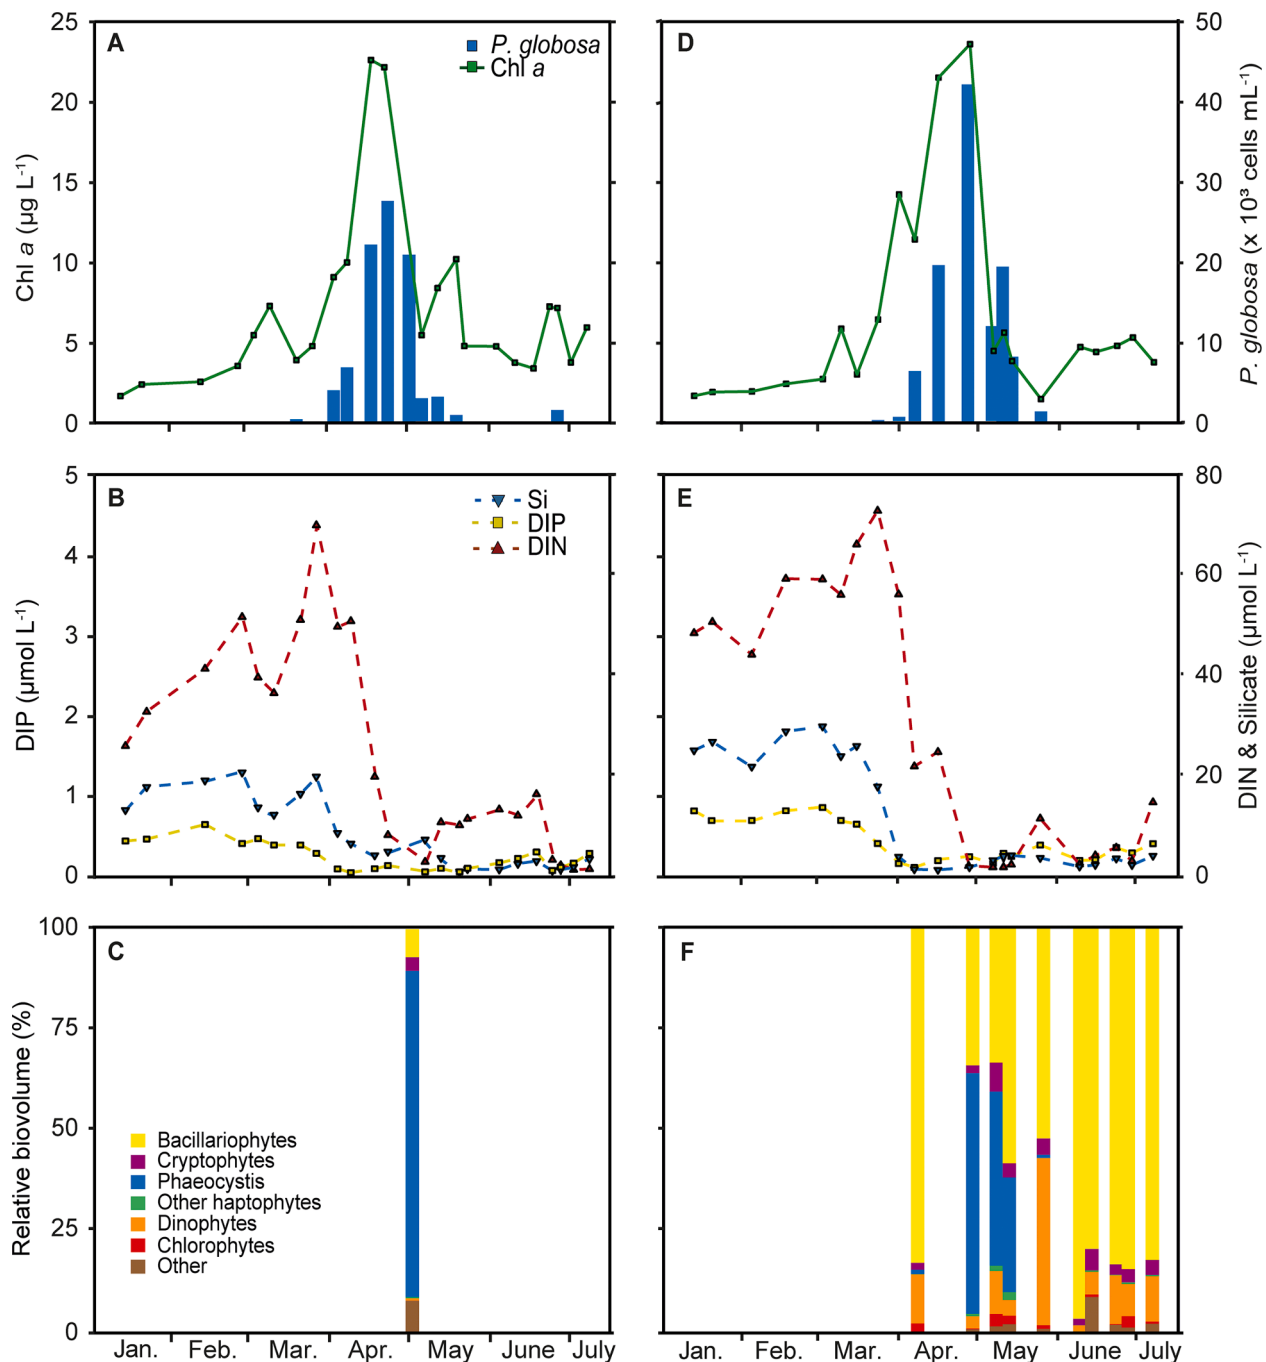 A
P. globosa
Chl a
D
25
20
15
10
5
0
Chl a (µg L⁻¹)
50
40
30
20
10
0
P. globosa (x 10³ cells mL⁻¹)
B
Si
DIP
DIN
E
5
4
3
2
1
0
DIP (µmol L⁻¹)
80
60
40
20
0
DIN & Silicate (µmol L⁻¹)
C
F
100
75
50
25
0
Relative biovolume (%)
Bacillariophytes
Cryptophytes
Phaeocystis
Other haptophytes
Dinophytes
Chlorophytes
Other
Jan. Feb. Mar. Apr. May June July
Jan. Feb. Mar. Apr. May June July